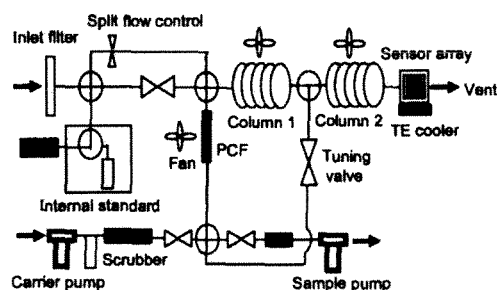 Split flow control
Inlet filter
Sensor array
Vent
Column 1
Column 2
TE cooler
Fan
PCF
Tuning
valve
Internal standard
Scrubber
Carrier pump
Sample pump